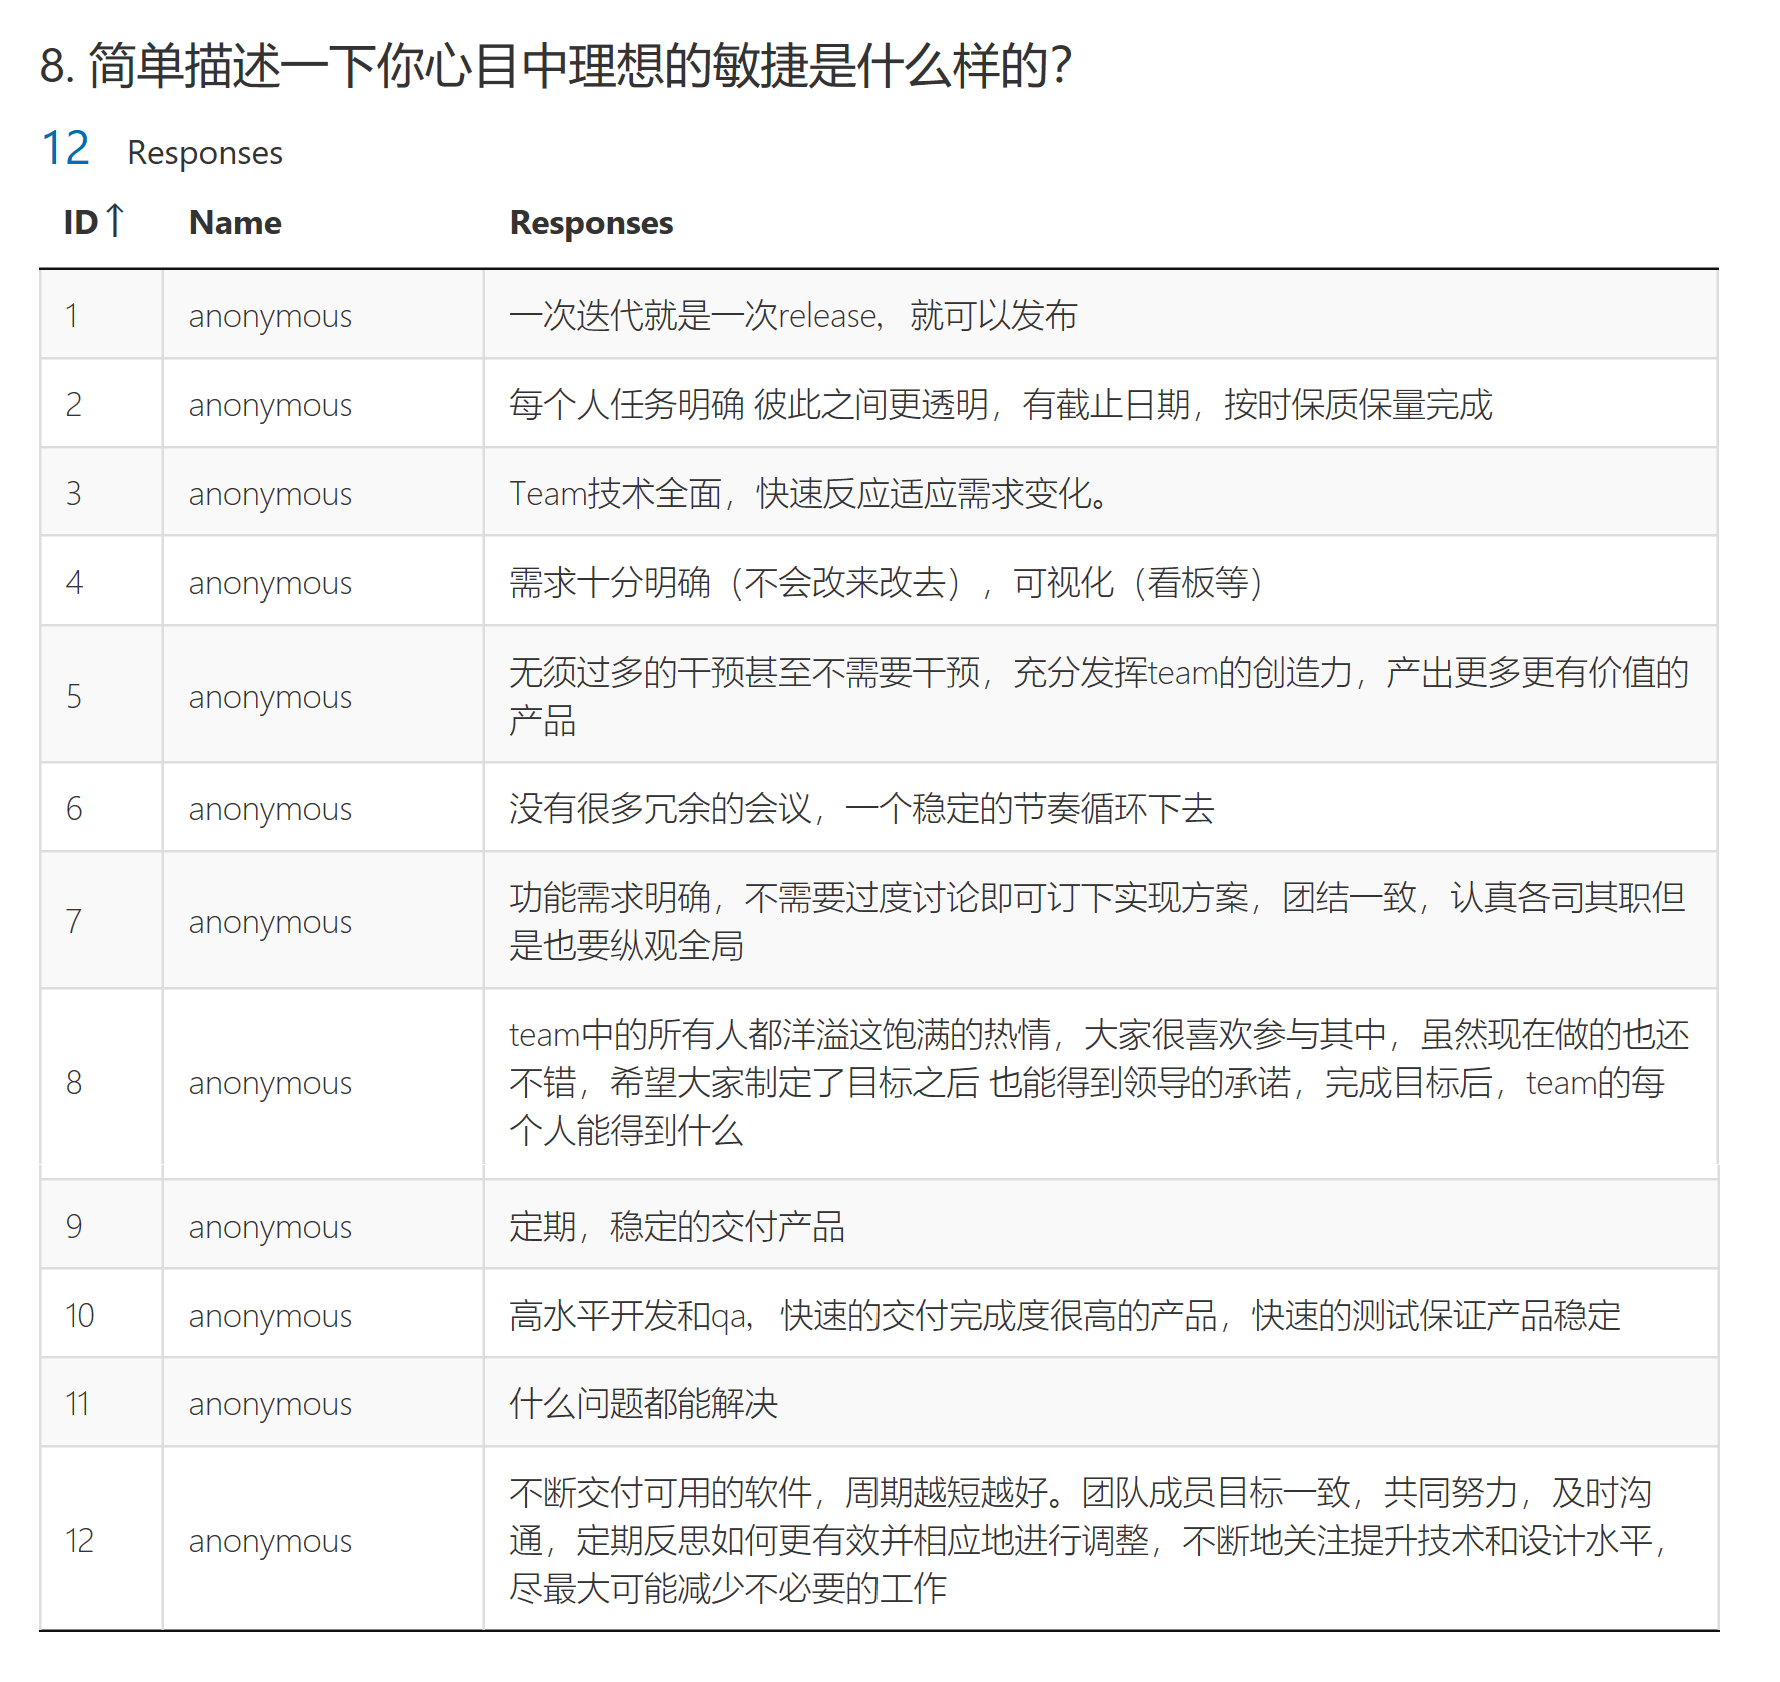 8. 简单描述一下你心目中理想的敏捷是什么样的?
12 Responses
ID↑ Name Responses
1 anonymous 一次迭代就是一次release，就可以发布
2 anonymous 每个人任务明确 彼此之间更透明，有截止日期，按时保质保量完成
3 anonymous Team技术全面，快速反应适应需求变化。
4 anonymous 需求十分明确（不会改来改去），可视化（看板等）
5 anonymous 无须过多的干预甚至不需要干预，充分发挥team的创造力，产出更多更有价值的
产品
6 anonymous 没有很多冗余的会议，一个稳定的节奏循环下去
7 anonymous 功能需求明确，不需要过度讨论即可订下实现方案，团结一致，认真各司其职但
是也要纵观全局
8 anonymous team中的所有人都洋溢这饱满的热情，大家很喜欢参与其中，虽然现在做的也还
不错，希望大家制定了目标之后 也能得到领导的承诺，完成目标后，team的每
个人能得到什么
9 anonymous 定期，稳定的交付产品
10 anonymous 高水平开发和qa，快速的交付完成度很高的产品，快速的测试保证产品稳定
11 anonymous 什么问题都能解决
12 anonymous 不断交付可用的软件，周期越短越好。团队成员目标一致，共同努力，及时沟
通，定期反思如何更有效并相应地进行调整，不断地关注提升技术和设计水平，
尽最大可能减少不必要的工作